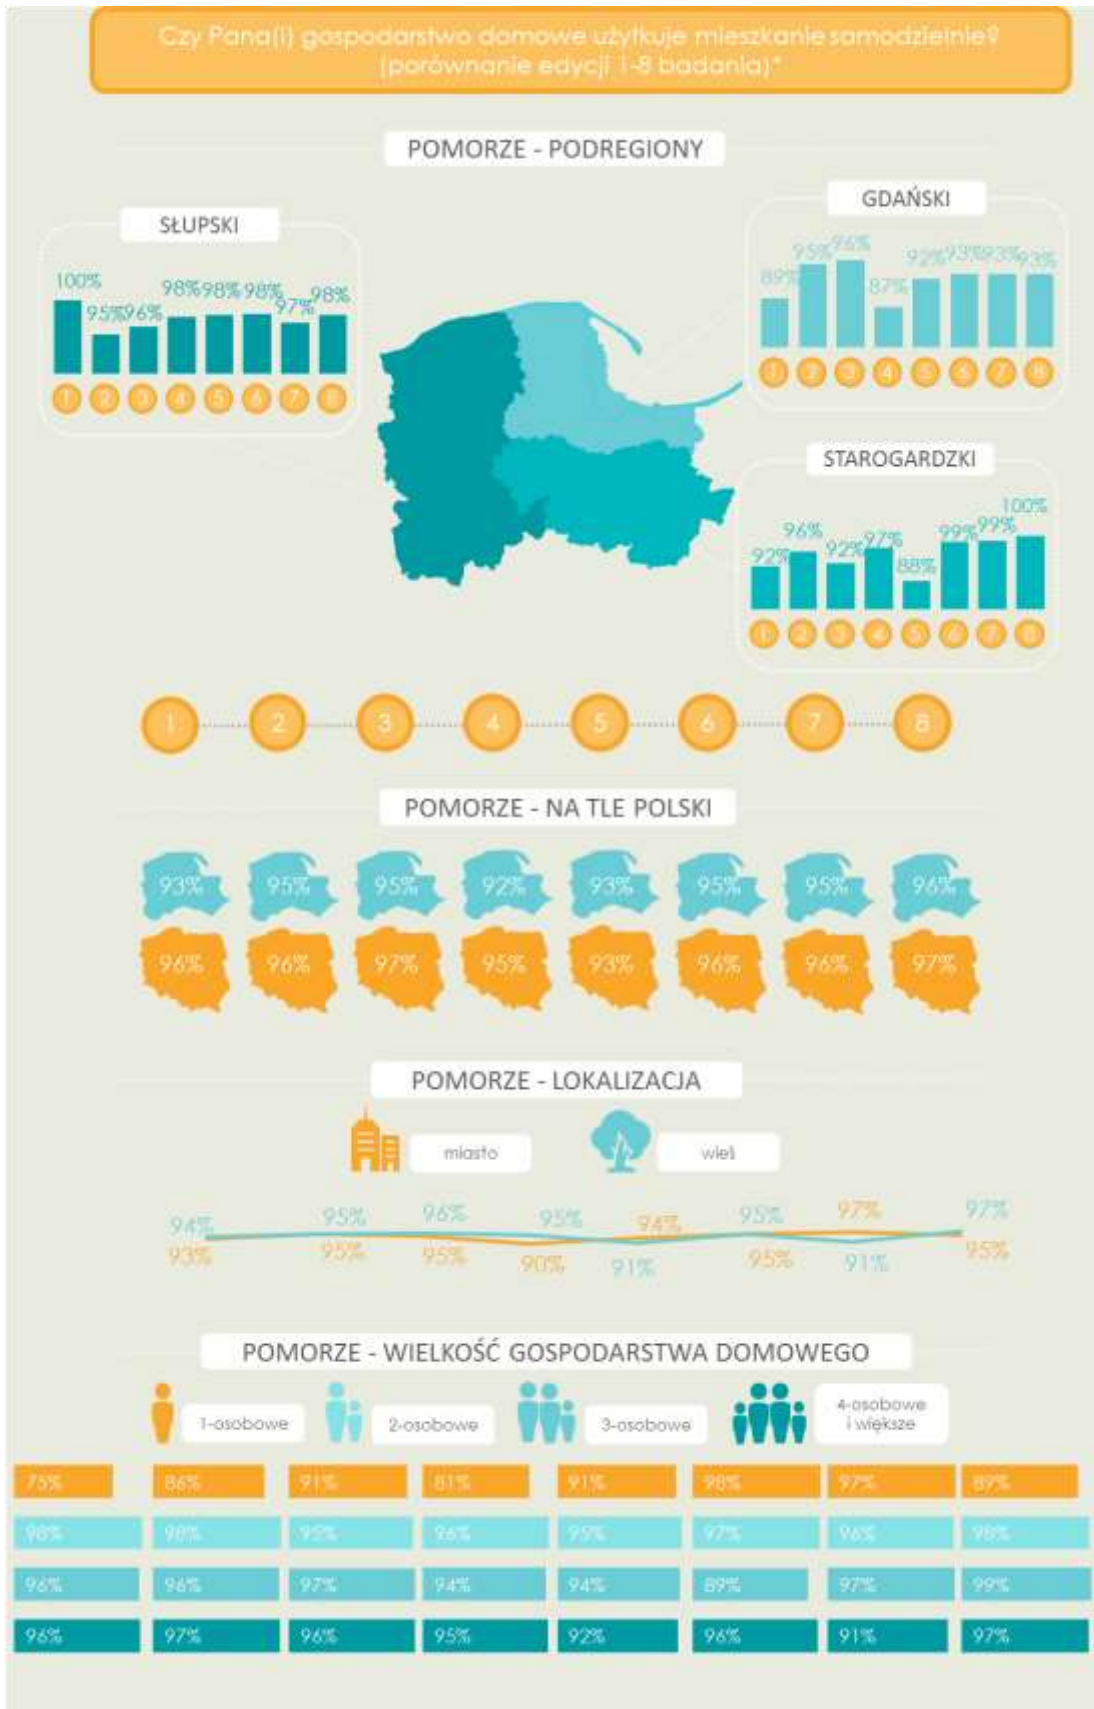 Czy Pana(i) gospodarstwo domowe użytkuje mieszkanie samodzielnie?
(porównanie edycji 1-8 badania)*
POMORZE - PODREGIONY
SŁUPSKI
100% 95% 96% 98% 98% 98% 97% 98%
1 2 3 4 5 6 7 8
GDAŃSKI
89% 95% 96% 87% 92% 93% 93% 93%
1 2 3 4 5 6 7 8
STAROGARDZKI
92% 96% 92% 97% 88% 99% 99% 100%
1 2 3 4 5 6 7 8
1 2 3 4 5 6 7 8
POMORZE - NA TLE POLSKI
93% 95% 95% 92% 93% 95% 95% 96%
96% 96% 97% 95% 93% 96% 96% 97%
POMORZE - LOKALIZACJA
miasto wieś
94% 95% 96% 95% 94% 95% 97% 97%
93% 95% 95% 90% 91% 95% 91% 95%
POMORZE - WIELKOŚĆ GOSPODARSTWA DOMOWEGO
1-osobowe 2-osobowe 3-osobowe 4-osobowe
i większe
75% 86% 91% 81% 91% 98% 97% 89%
98% 98% 95% 96% 95% 97% 96% 98%
96% 96% 97% 94% 94% 89% 97% 99%
96% 97% 96% 95% 92% 96% 91% 97%